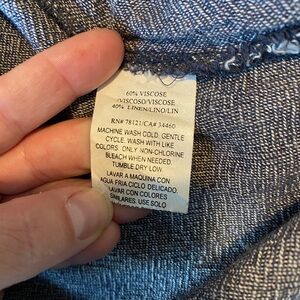 60% VISCOSE
/VISCOSO/VISCOSE
40% LINEN/LINO/LIN
RN# 78121/CA# 34460
MACHINE WASH COLD, GENTLE
CYCLE. WASH WITH LIKE
COLORS. ONLY NON-CHLORINE
BLEACH WHEN NEEDED.
TUMBLE DRY LOW.
LAVAR A MAQUINA CON
AGUA FRIA CICLO DELICADO.
LAVAR CON COLORES
SIMILARES. USE SOLO